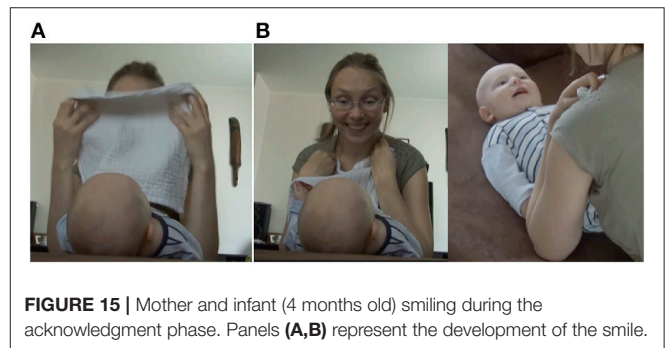 A B
FIGURE 15 | Mother and infant (4 months old) smiling during the
acknowledgment phase. Panels (A,B) represent the development of the smile.